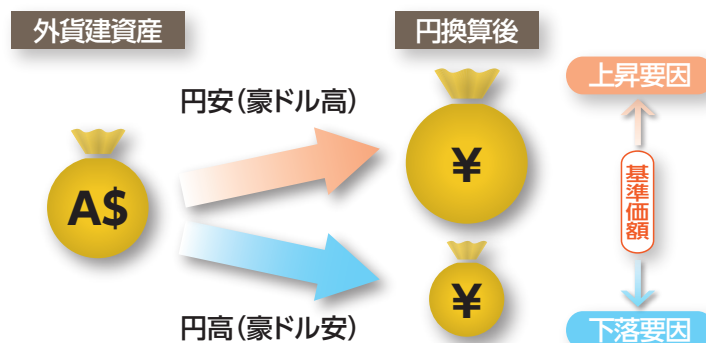 外貨建資産
円換算後
上昇要因
円安（豪ドル高）
A$
¥
基準価額
¥
円高（豪ドル安）
下落要因